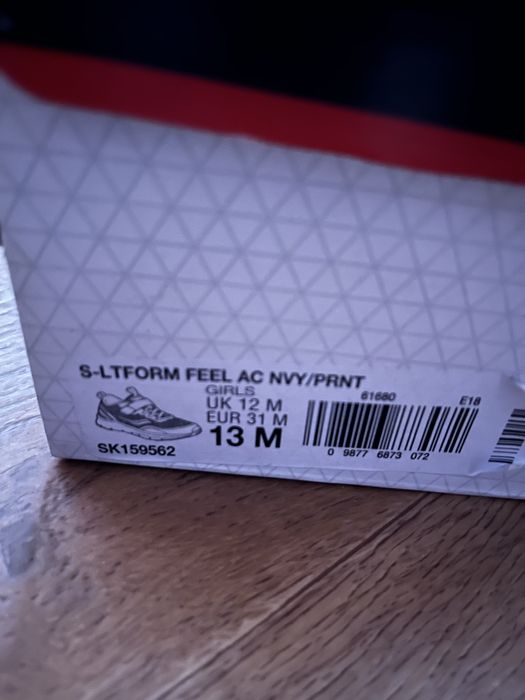 S-LTFORM FEEL AC NVY/PRNT
GIRLS
UK 12 M
EUR 31 M
13 M
SK159562
61680
E18
0 9877 6873 072